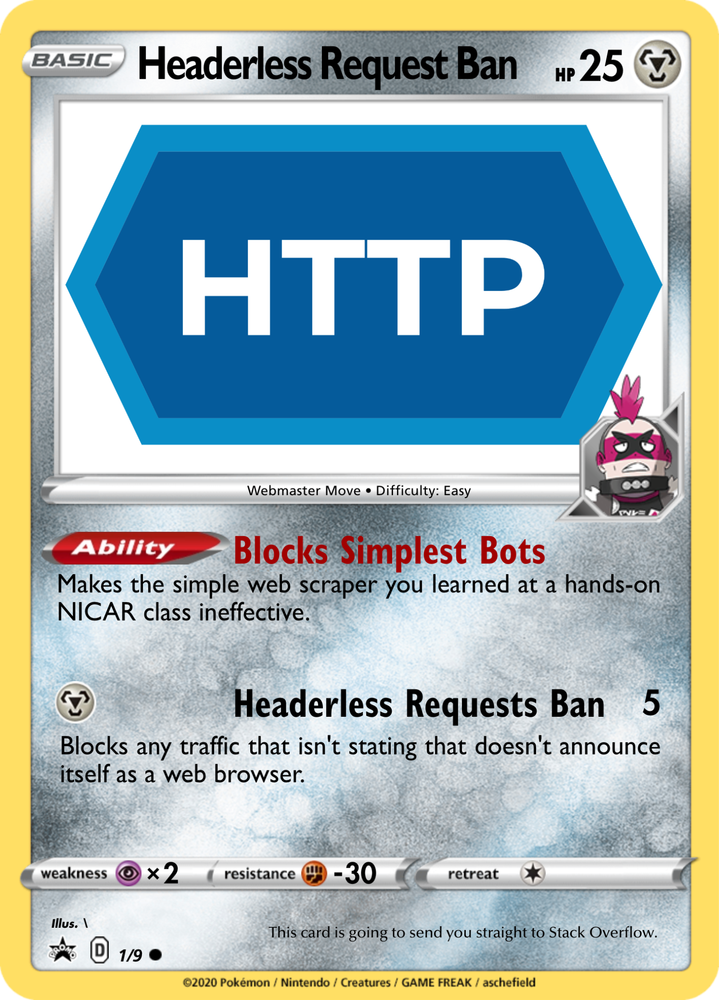 BASIC Headerless Request Ban HP 25
HTTP
Webmaster Move • Difficulty: Easy
Ability Blocks Simplest Bots
Makes the simple web scraper you learned at a hands-on
NICAR class ineffective.
Headerless Requests Ban 5
Blocks any traffic that isn't stating that doesn't announce
itself as a web browser.
weakness ×2 resistance -30 retreat
Illus. \
This card is going to send you straight to Stack Overflow.
PROMO D 1/9
©2020 Pokémon / Nintendo / Creatures / GAME FREAK / aschefield